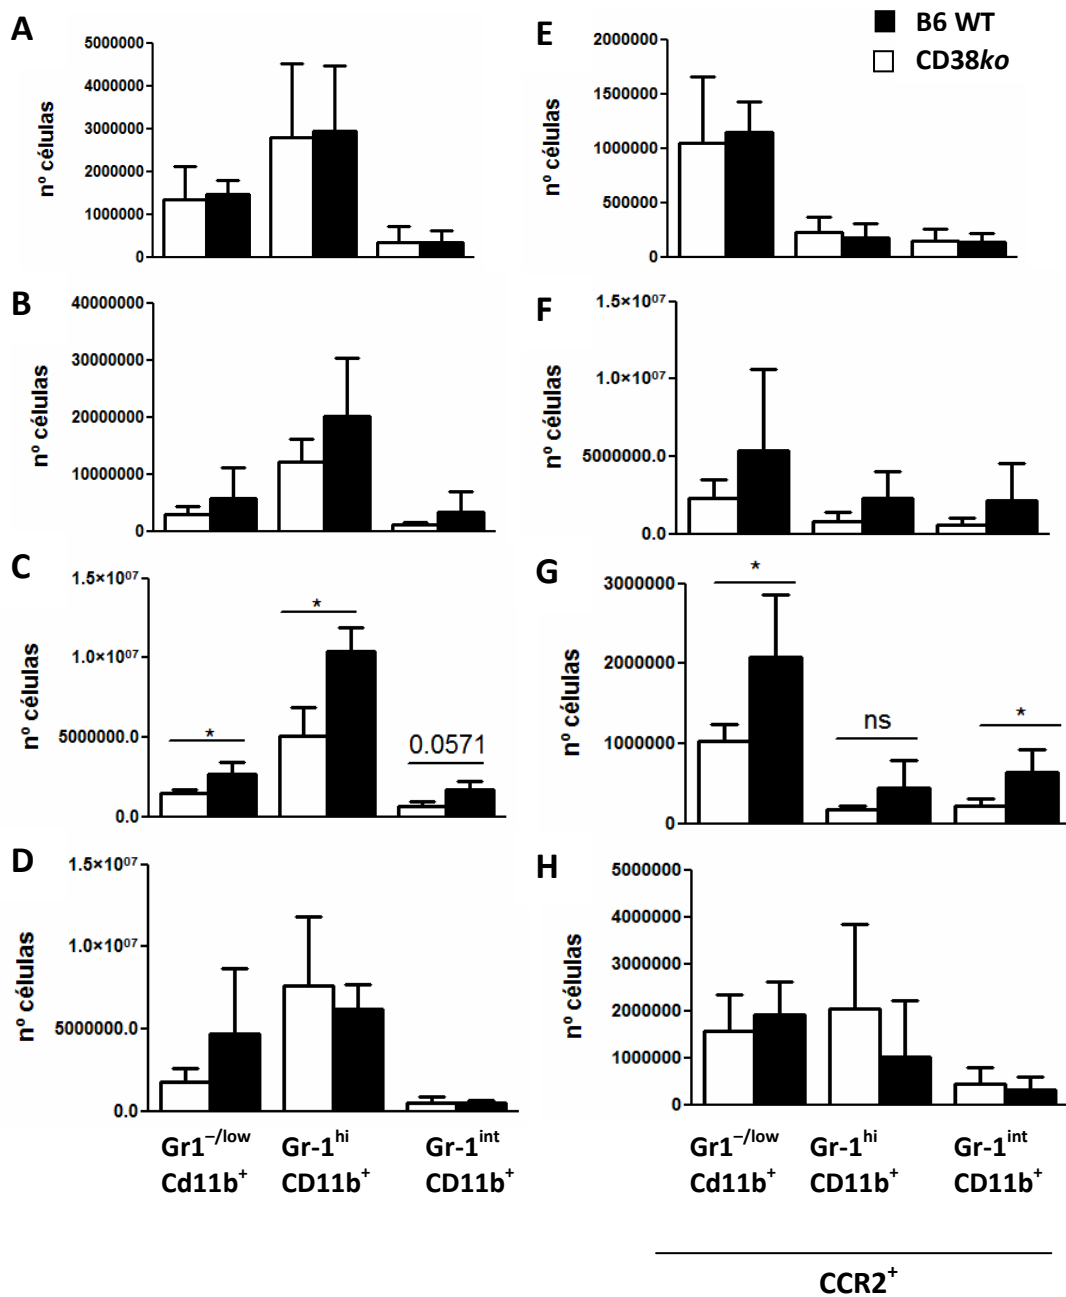 A
nº células
5000000
4000000
3000000
2000000
1000000
0
E
nº células
2000000
1500000
1000000
500000
0
B6 WT
CD38ko
B
nº células
40000000
30000000
20000000
10000000
0
F
nº células
1.5×10⁰⁷
1.0×10⁰⁷
5000000.0
0.0
C
nº células
1.5×10⁰⁷
1.0×10⁰⁷
5000000.0
0.0
*
*
0.0571
G
nº células
3000000
2000000
1000000
0
*
ns
*
D
nº células
1.5×10⁰⁷
1.0×10⁰⁷
5000000.0
0.0
H
nº células
5000000
4000000
3000000
2000000
1000000
0
Gr1⁻/ˡᵒʷ
Cd11b⁺
Gr-1ʰⁱ
CD11b⁺
Gr-1ⁱⁿᵗ
CD11b⁺
Gr1⁻/ˡᵒʷ
Cd11b⁺
Gr-1ʰⁱ
CD11b⁺
Gr-1ⁱⁿᵗ
CD11b⁺
CCR2⁺